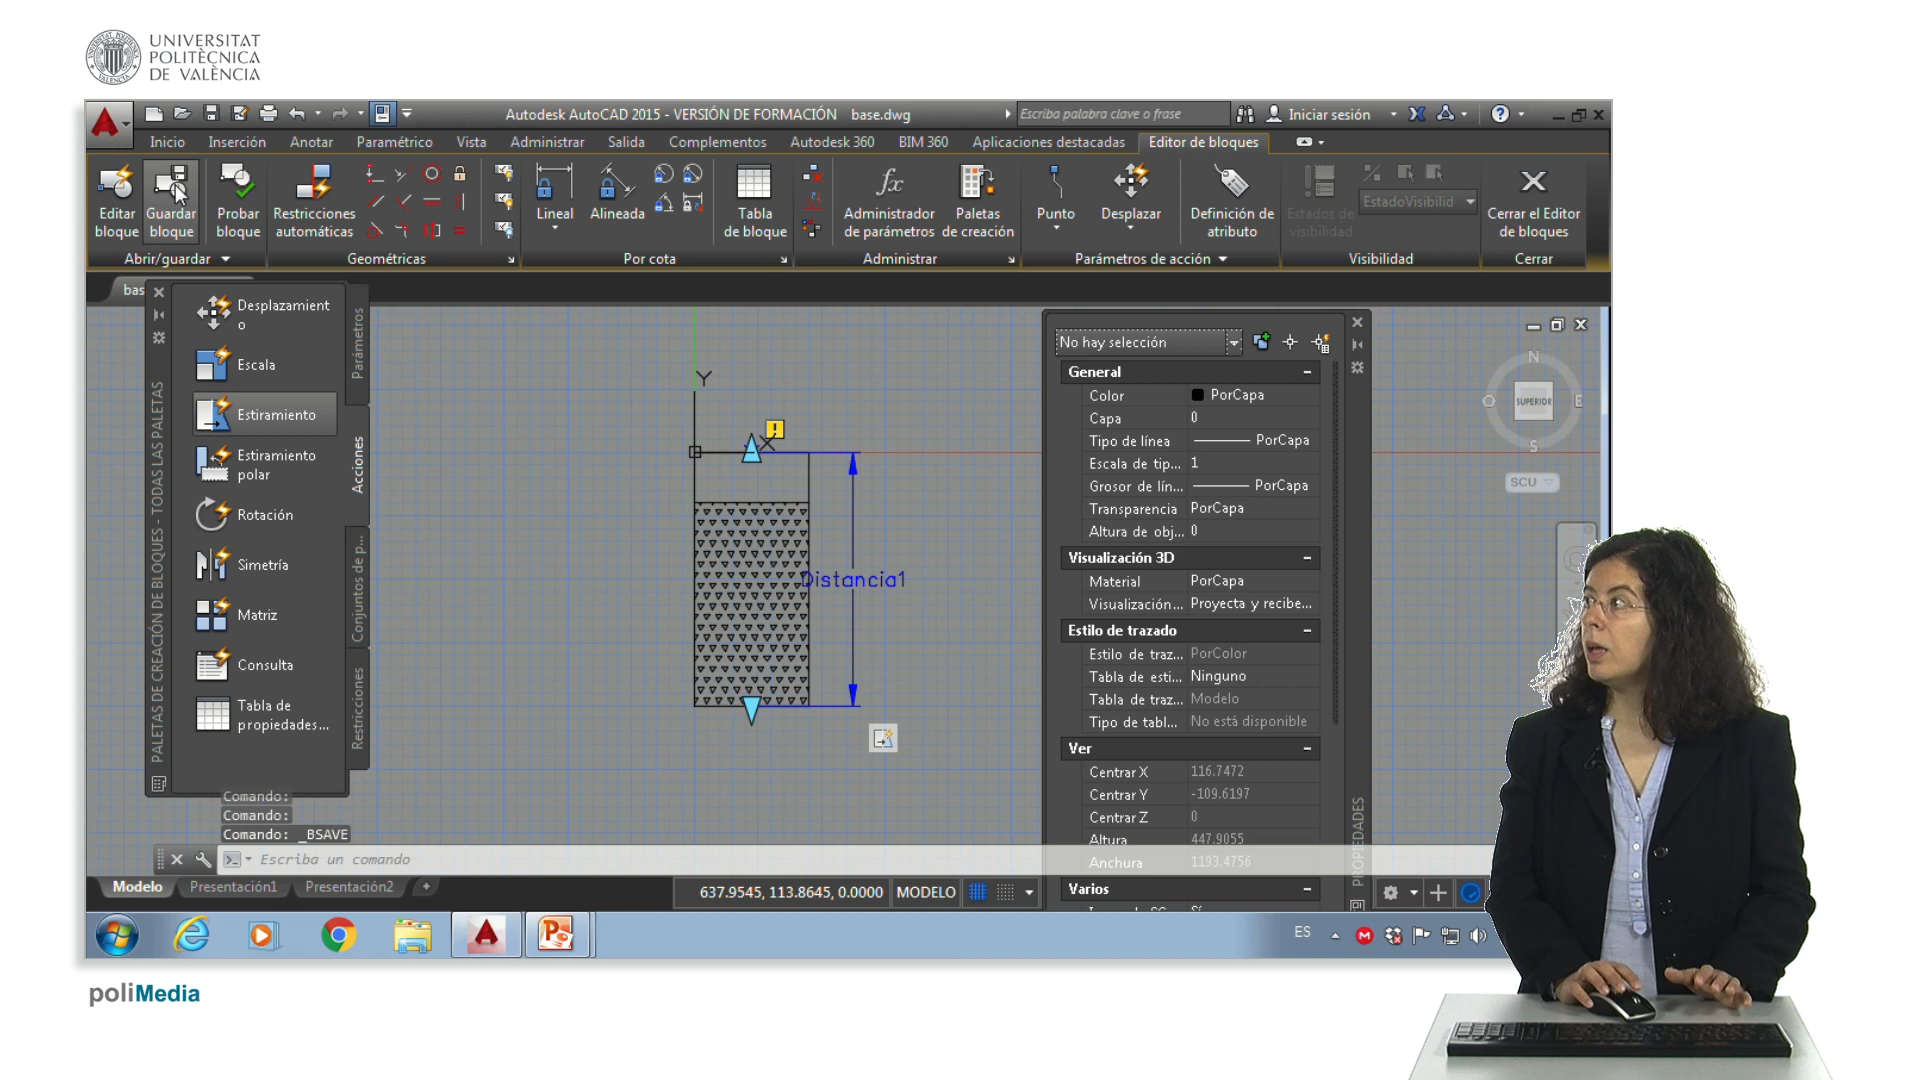 UNIVERSITAT
POLITÈCNICA
DE VALÈNCIA
Autodesk AutoCAD 2015 - VERSIÓN DE FORMACIÓN base.dwg
Escriba palabra clave o frase
Iniciar sesión
Inicio Inserción Anotar Paramétrico Vista Administrar Salida Complementos Autodesk 360 BIM 360 Aplicaciones destacadas Editor de bloques
Editar bloque
Guardar bloque
Probar bloque
Restricciones automáticas
Lineal
Alineada
Tabla de bloque
fx
Administrador de parámetros
Paletas de creación
Punto
Desplazar
Definición de atributo
Estados de visibilidad
EstadoVisibilid
Cerrar el Editor de bloques
Abrir/guardar
Geométricas
Por cota
Administrar
Parámetros de acción
Visibilidad
Cerrar
bas
PALETAS DE CREACIÓN DE BLOQUES - TODAS LAS PALETAS
Desplazamient
o
Escala
Estiramiento
Estiramiento
polar
Rotación
Simetría
Matriz
Consulta
Tabla de
propiedades...
Parámetros
Acciones
Conjuntos de p...
Restricciones
Y
Distancia1
No hay selección
General
Color PorCapa
Capa 0
Tipo de línea PorCapa
Escala de tip... 1
Grosor de lín... PorCapa
Transparencia PorCapa
Altura de obj... 0
Visualización 3D
Material PorCapa
Visualización... Proyecta y recibe...
Estilo de trazado
Estilo de traz... PorColor
Tabla de esti... Ninguno
Tabla de traz... Modelo
Tipo de tabl... No está disponible
Ver
Centrar X 116.7472
Centrar Y -109.6197
Centrar Z 0
Altura 447.9055
Anchura 1193.4756
Varios
PROPIEDADES
N
O SUPERIOR E
S
SCU
Comando:
Comando:
Comando: _BSAVE
Escriba un comando
Modelo Presentación1 Presentación2 +
637.9545, 113.8645, 0.0000 MODELO
ES
poliMedia